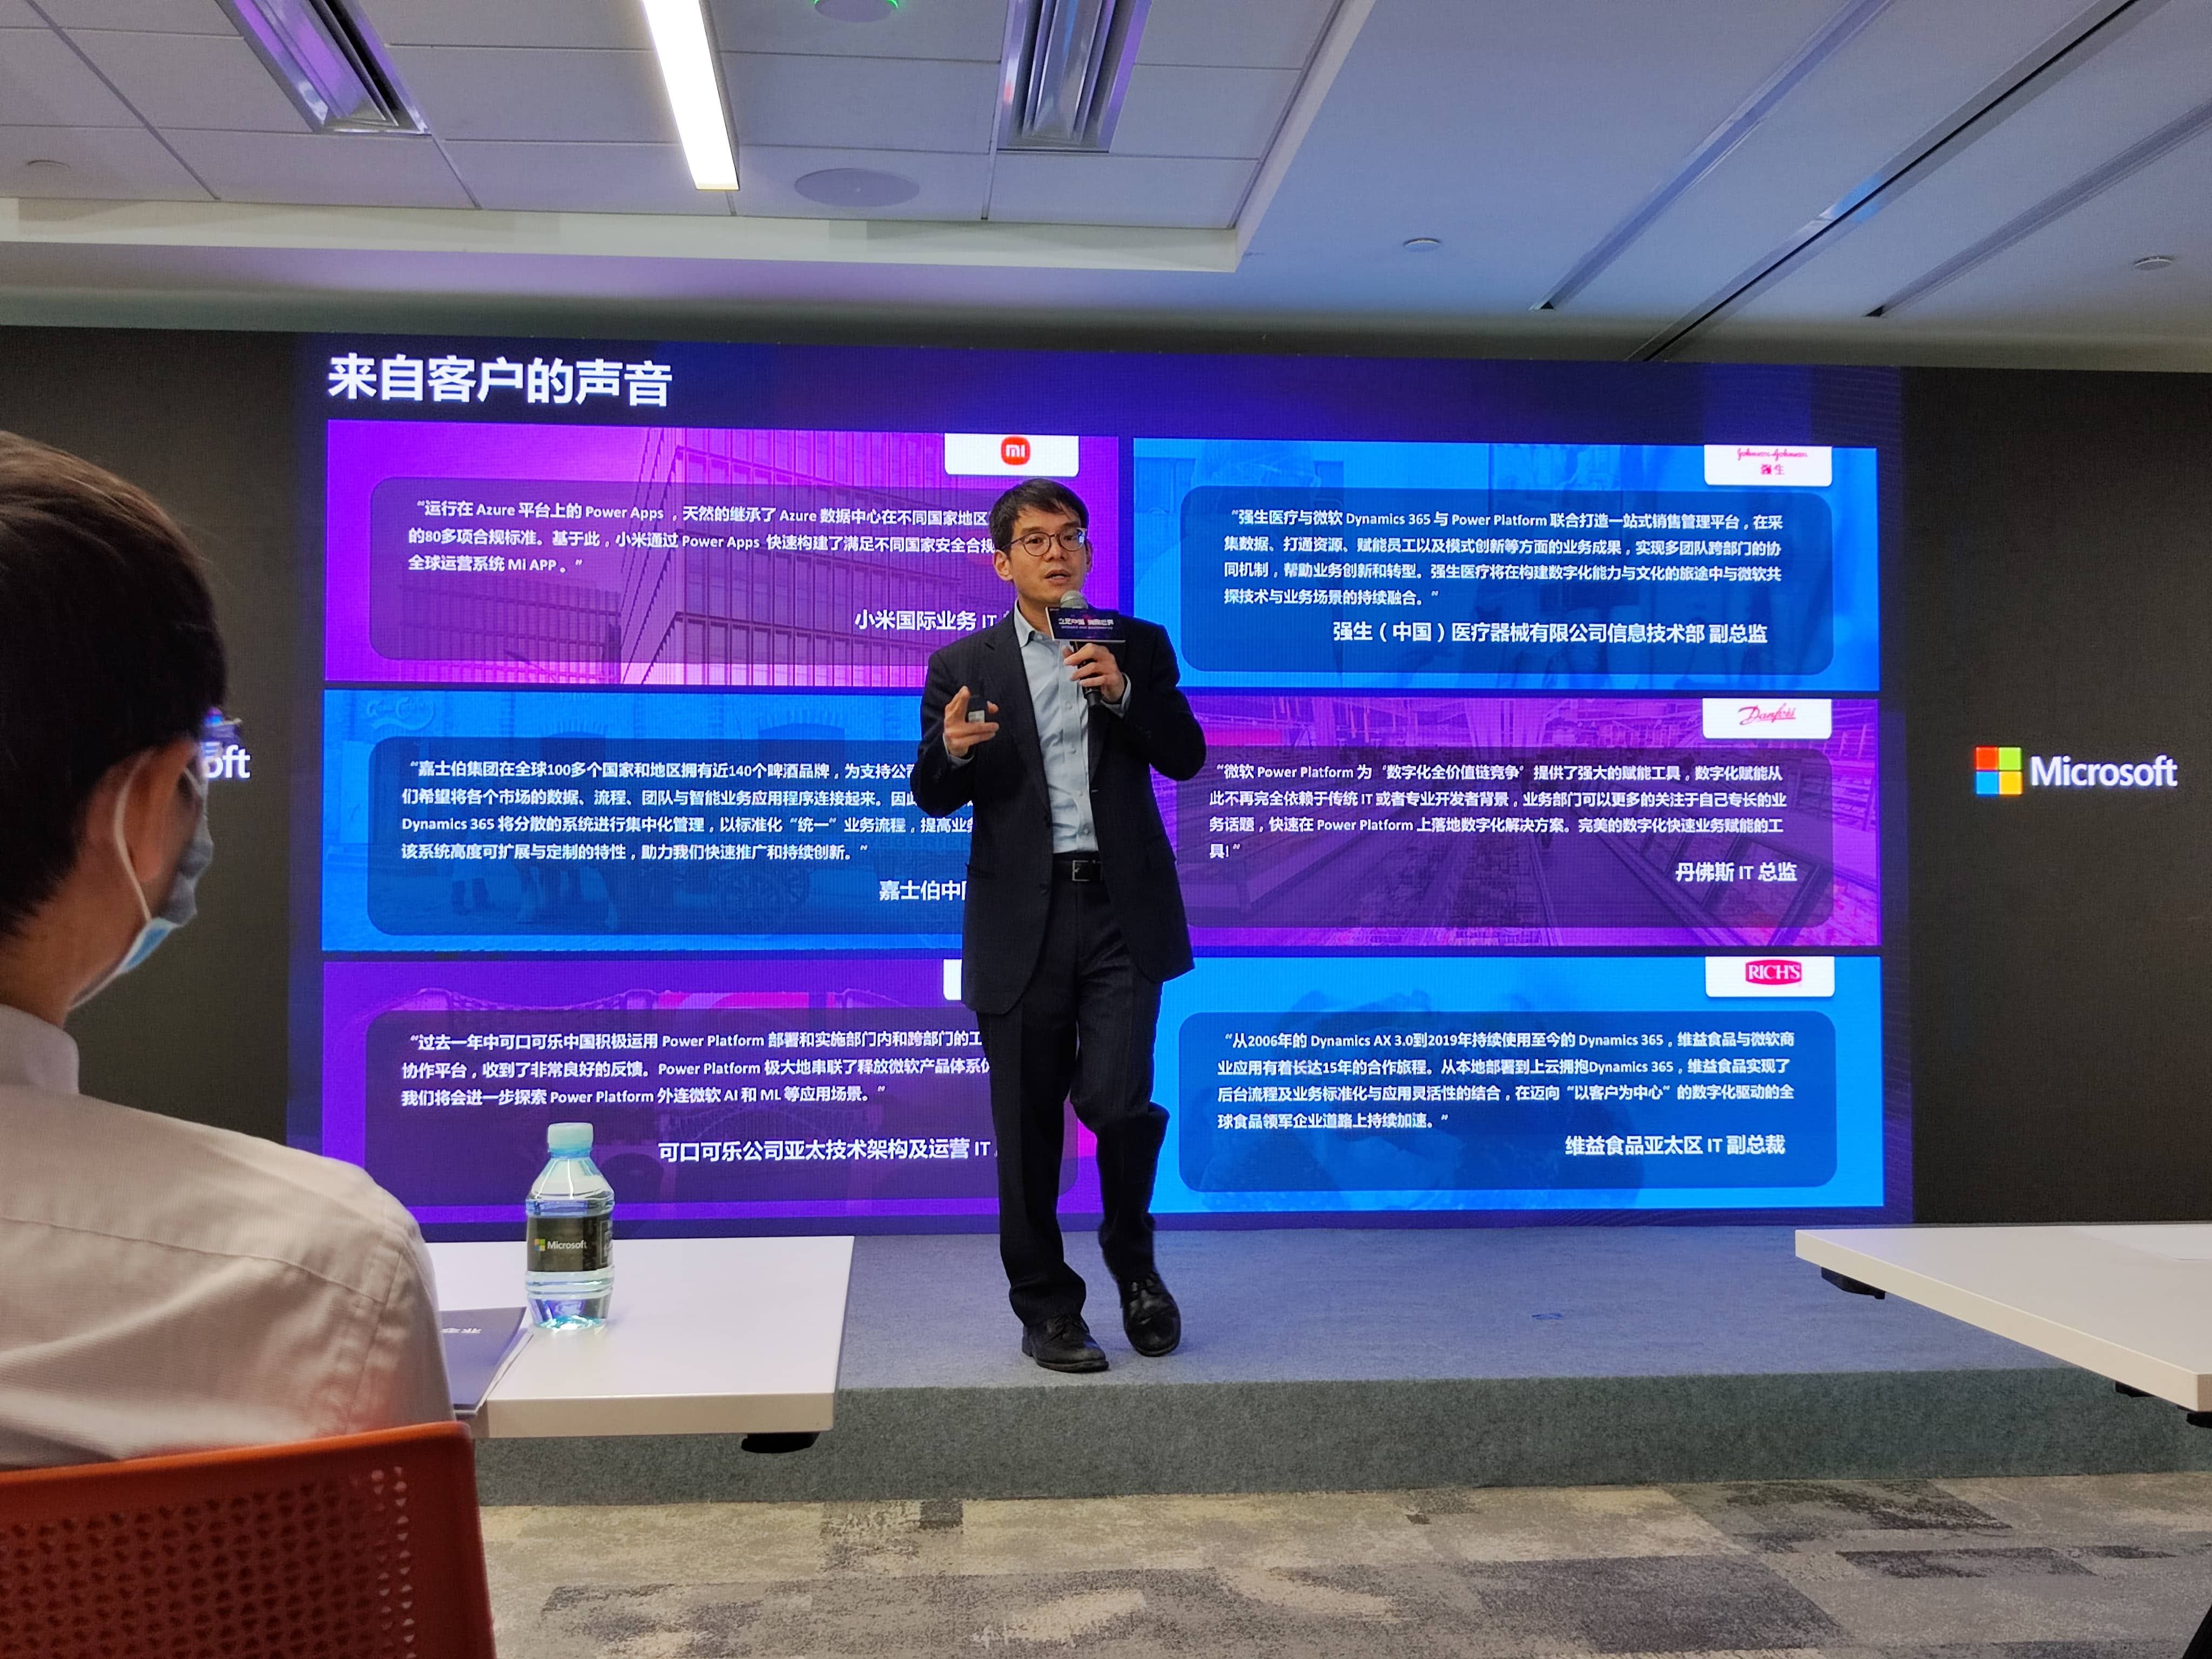 来自客户的声音
mi
“运行在 Azure 平台上的 Power Apps ，天然的继承了 Azure 数据中心在不同国家地区
的80多项合规标准。基于此，小米通过 Power Apps 快速构建了满足不同国家安全合规
全球运营系统 Mi APP 。”
小米国际业务 IT
Johnson&Johnson
强生
“强生医疗与微软 Dynamics 365 与 Power Platform 联合打造一站式销售管理平台，在采
集数据、打通资源、赋能员工以及模式创新等方面的业务成果，实现多团队跨部门的协
同机制，帮助业务创新和转型。强生医疗将在构建数字化能力与文化的旅途中与微软共
探技术与业务场景的持续融合。”
强生（中国）医疗器械有限公司信息技术部 副总监
“嘉士伯集团在全球100多个国家和地区拥有近140个啤酒品牌，为支持公
们希望将各个市场的数据、流程、团队与智能业务应用程序连接起来。因此
Dynamics 365 将分散的系统进行集中化管理，以标准化“统一”业务流程，提高业务
该系统高度可扩展与定制的特性，助力我们快速推广和持续创新。”
嘉士伯中国
Danfoss
“微软 Power Platform 为‘数字化全价值链竞争’提供了强大的赋能工具，数字化赋能从
此不再完全依赖于传统 IT 或者专业开发者背景，业务部门可以更多的关注于自己专长的业
务话题，快速在 Power Platform 上落地数字化解决方案。完美的数字化快速业务赋能的工
具！”
丹佛斯 IT 总监
“过去一年中可口可乐中国积极运用 Power Platform 部署和实施部门内和跨部门的工
协作平台，收到了非常良好的反馈。Power Platform 极大地串联了释放微软产品体系优
我们将会进一步探索 Power Platform 外连微软 AI 和 ML 等应用场景。”
可口可乐公司亚太技术架构及运营 IT
RICH'S
“从2006年的 Dynamics AX 3.0到2019年持续使用至今的 Dynamics 365，维益食品与微软商
业应用有着长达15年的合作旅程。从本地部署到上云拥抱Dynamics 365，维益食品实现了
后台流程及业务标准化与应用灵活性的结合，在迈向“以客户为中心”的数字化驱动的全
球食品领军企业道路上持续加速。”
维益食品亚太区 IT 副总裁
oft
Microsoft
Microsoft